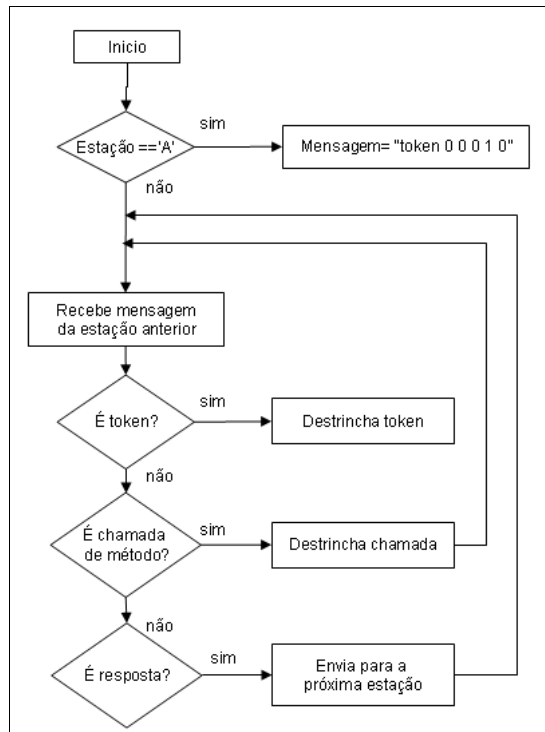 Inicio
Estação =='A'
sim
Mensagem= "token 0 0 0 1 0"
não
Recebe mensagem
da estação anterior
É token?
sim
Destrincha token
não
É chamada
de método?
sim
Destrincha chamada
não
É resposta?
sim
Envia para a
próxima estação